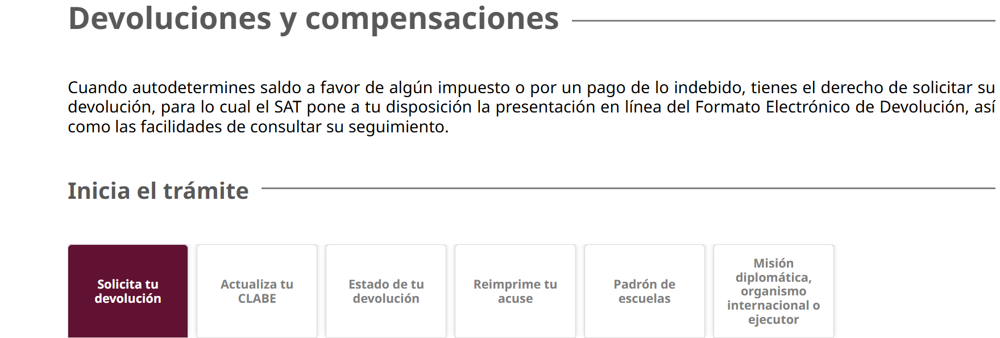 Devoluciones y compensaciones
Cuando autodetermines saldo a favor de algún impuesto o por un pago de lo indebido, tienes el derecho de solicitar su
devolución, para lo cual el SAT pone a tu disposición la presentación en línea del Formato Electrónico de Devolución, así
como las facilidades de consultar su seguimiento.
Inicia el trámite
Solicita tu
devolución
Actualiza tu
CLABE
Estado de tu
devolución
Reimprime tu
acuse
Padrón de
escuelas
Misión
diplomática,
organismo
internacional o
ejecutor